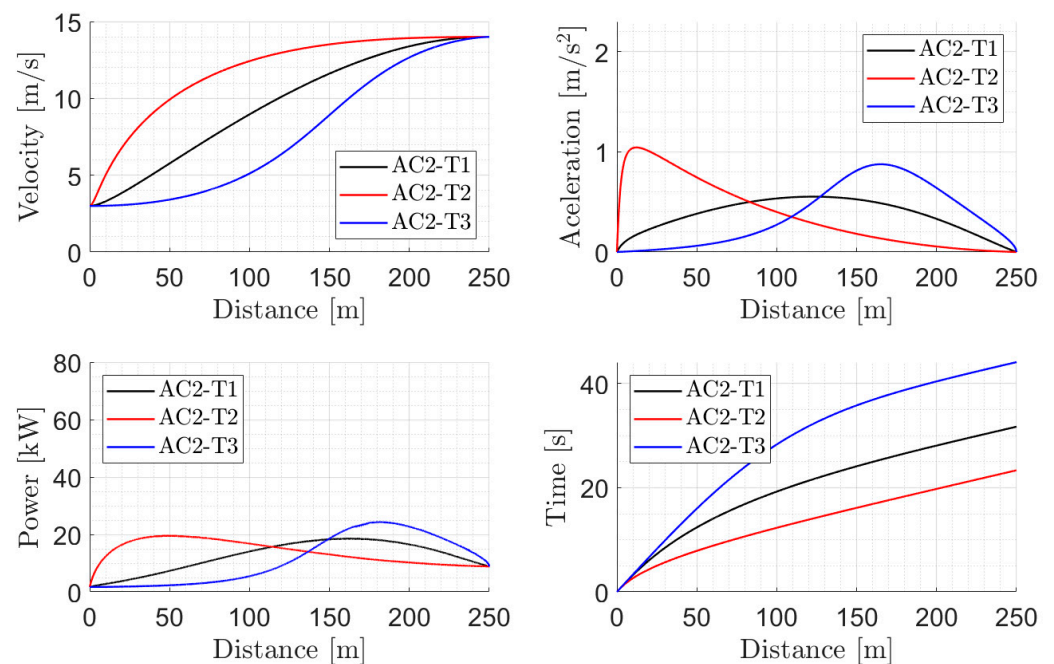 15
10
5
0
Velocity [m/s]
AC2-T1
AC2-T2
AC2-T3
0 50 100 150 200 250
Distance [m]
2
1
0
Aceleration [m/s²]
AC2-T1
AC2-T2
AC2-T3
0 50 100 150 200 250
Distance [m]
80
60
40
20
0
Power [kW]
AC2-T1
AC2-T2
AC2-T3
0 50 100 150 200 250
Distance [m]
40
20
0
Time [s]
AC2-T1
AC2-T2
AC2-T3
0 50 100 150 200 250
Distance [m]